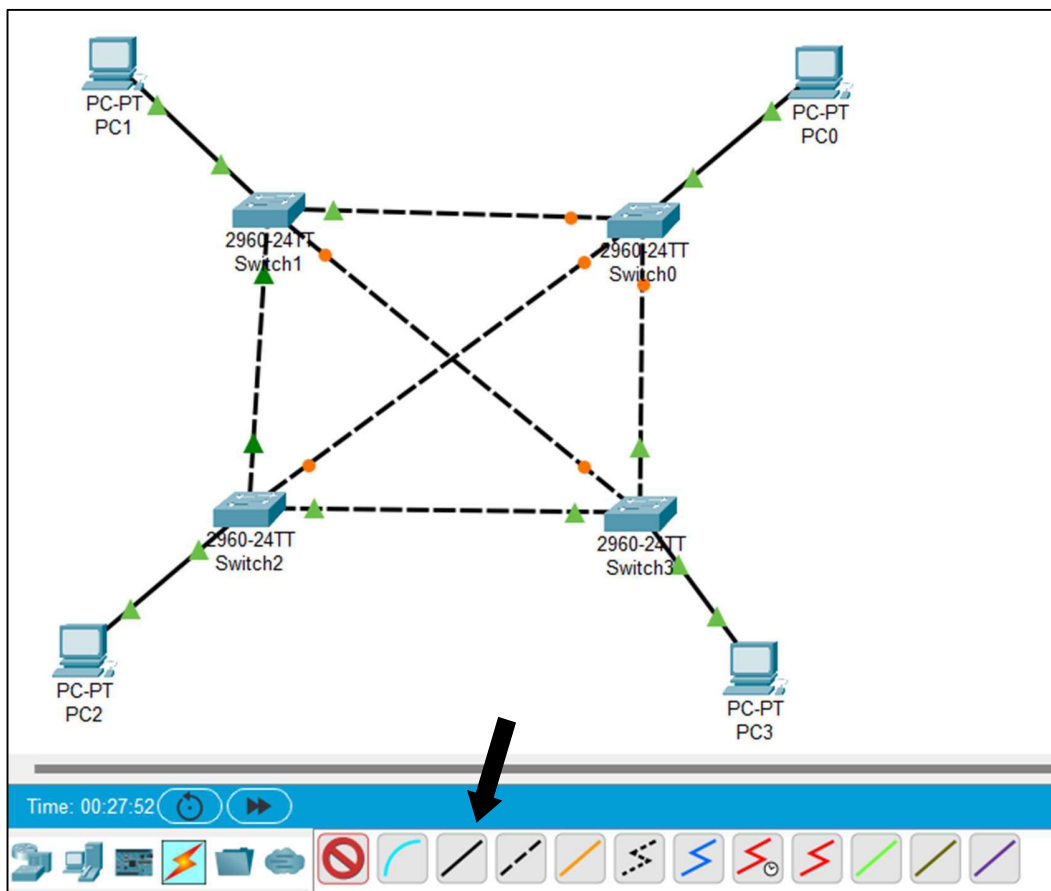 PC-PT
PC1
PC-PT
PC0
2960-24TT
Switch1
2960-24TT
Switch0
2960-24TT
Switch2
2960-24TT
Switch3
PC-PT
PC2
PC-PT
PC3
Time: 00:27:52